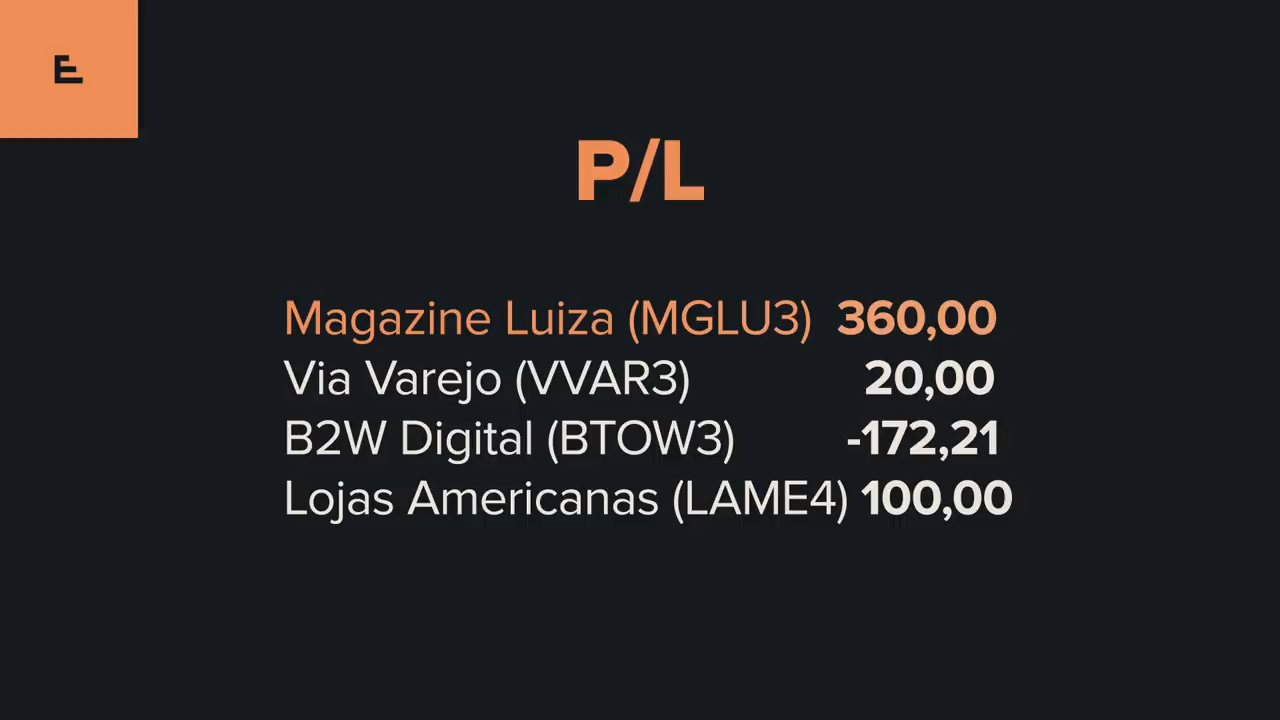 E
P/L
Magazine Luiza (MGLU3) 360,00
Via Varejo (VVAR3) 20,00
B2W Digital (BTOW3) -172,21
Lojas Americanas (LAME4) 100,00